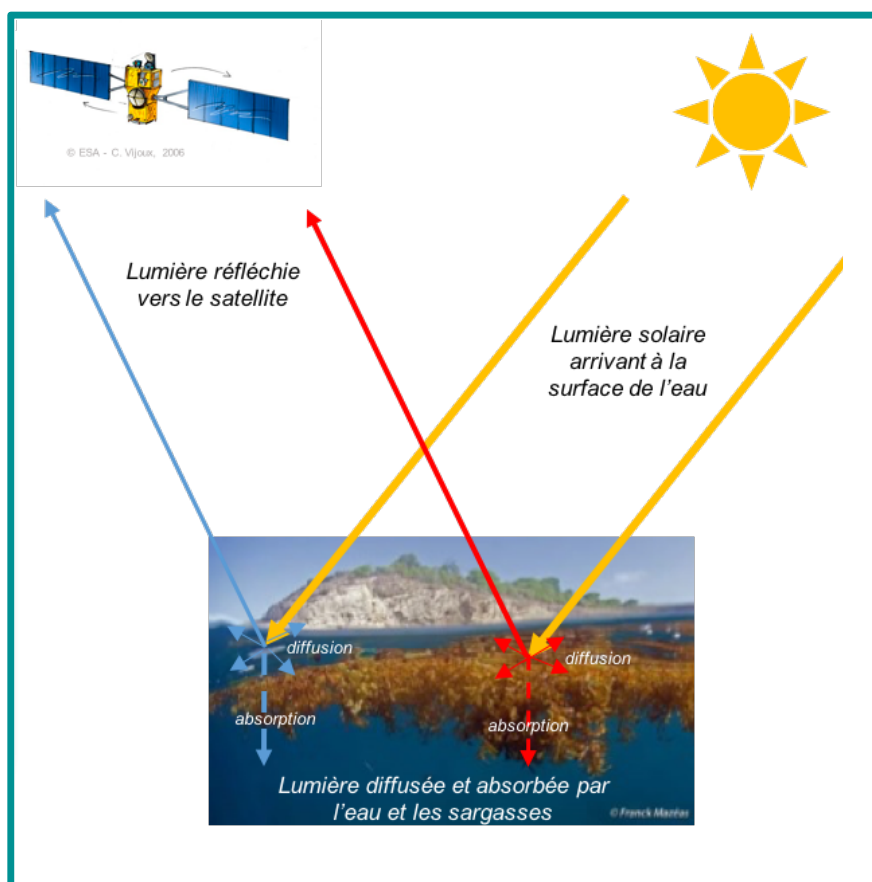 © ESA - C. Vijoux, 2006
Lumière réfléchie
vers le satellite
Lumière solaire
arrivant à la
surface de l'eau
diffusion
diffusion
absorption
absorption
Lumière diffusée et absorbée par
l'eau et les sargasses
© Franck Mazéas